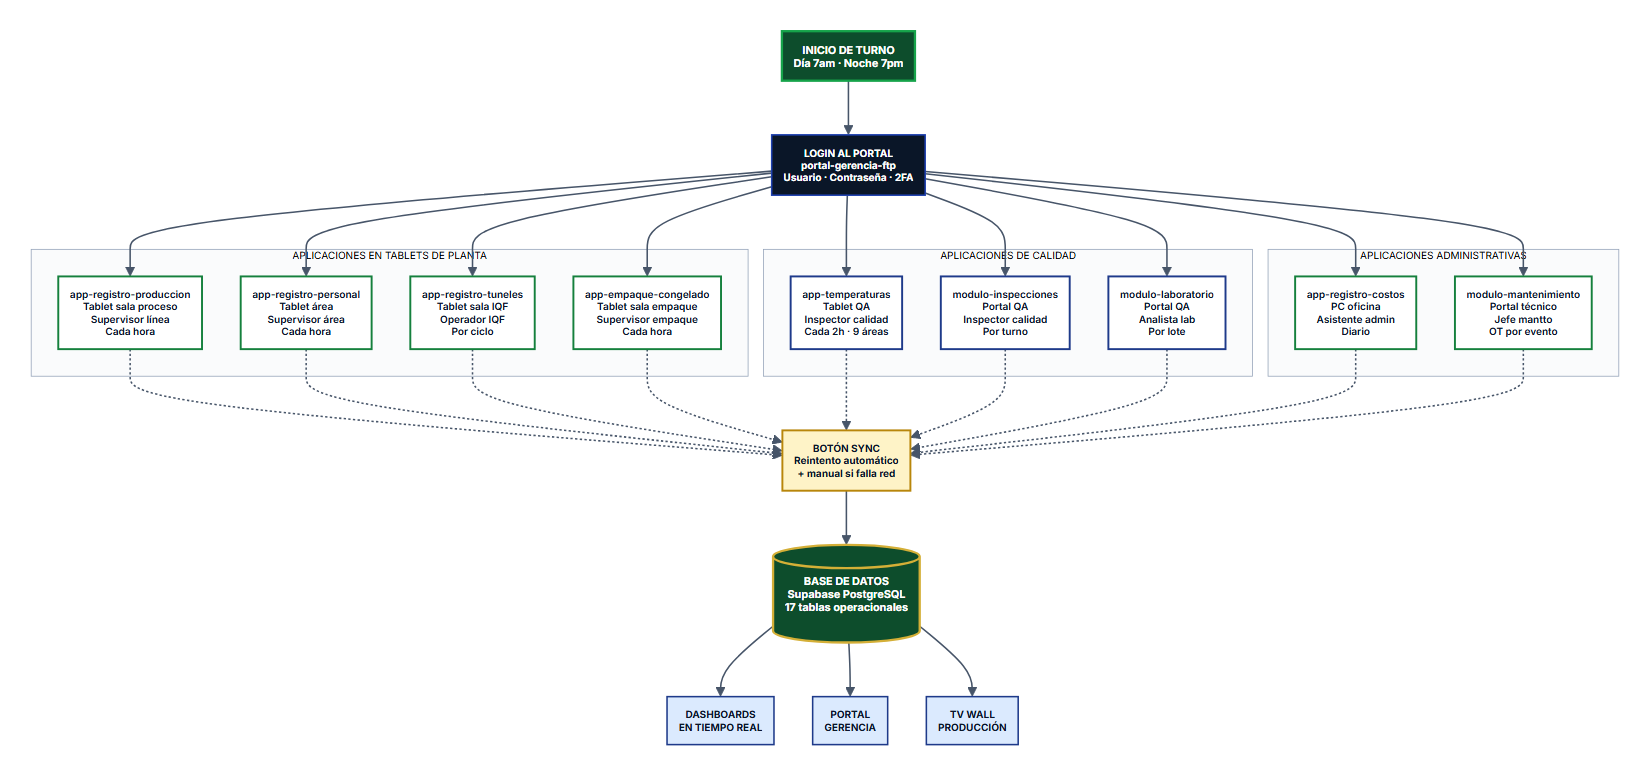 INICIO DE TURNO
Día 7am · Noche 7pm
LOGIN AL PORTAL
portal-gerencia-ftp
Usuario · Contraseña · 2FA
APLICACIONES EN TABLETS DE PLANTA
app-registro-produccion
Tablet sala proceso
Supervisor línea
Cada hora
app-registro-personal
Tablet área
Supervisor área
Cada hora
app-registro-tuneles
Tablet sala IQF
Operador IQF
Por ciclo
app-empaque-congelado
Tablet sala empaque
Supervisor empaque
Cada hora
APLICACIONES DE CALIDAD
app-temperaturas
Tablet QA
Inspector calidad
Cada 2h · 9 áreas
modulo-inspecciones
Portal QA
Inspector calidad
Por turno
modulo-laboratorio
Portal QA
Analista lab
Por lote
APLICACIONES ADMINISTRATIVAS
app-registro-costos
PC oficina
Asistente admin
Diario
modulo-mantenimiento
Portal técnico
Jefe mantto
OT por evento
BOTÓN SYNC
Reintento automático
+ manual si falla red
BASE DE DATOS
Supabase PostgreSQL
17 tablas operacionales
DASHBOARDS
EN TIEMPO REAL
PORTAL
GERENCIA
TV WALL
PRODUCCIÓN